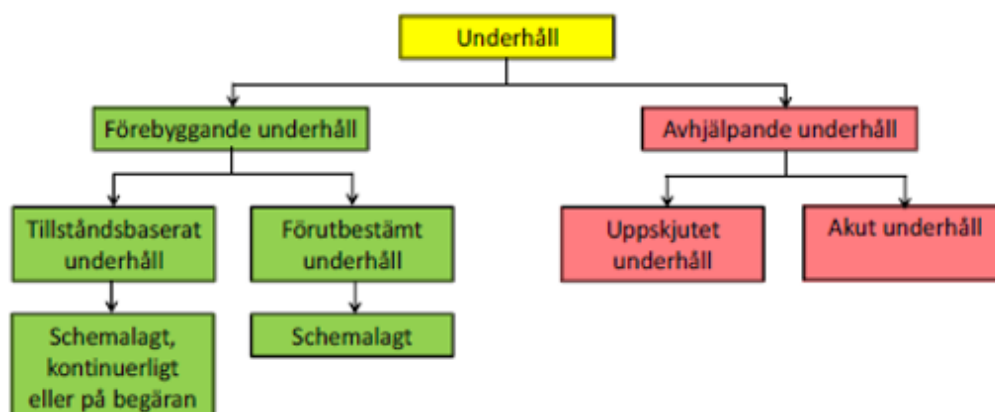 Underhåll
Förebyggande underhåll
Avhjälpande underhåll
Tillståndsbaserat
underhåll
Förutbestämt
underhåll
Uppskjutet
underhåll
Akut underhåll
Schemalagt,
kontinuerligt
eller på begäran
Schemalagt